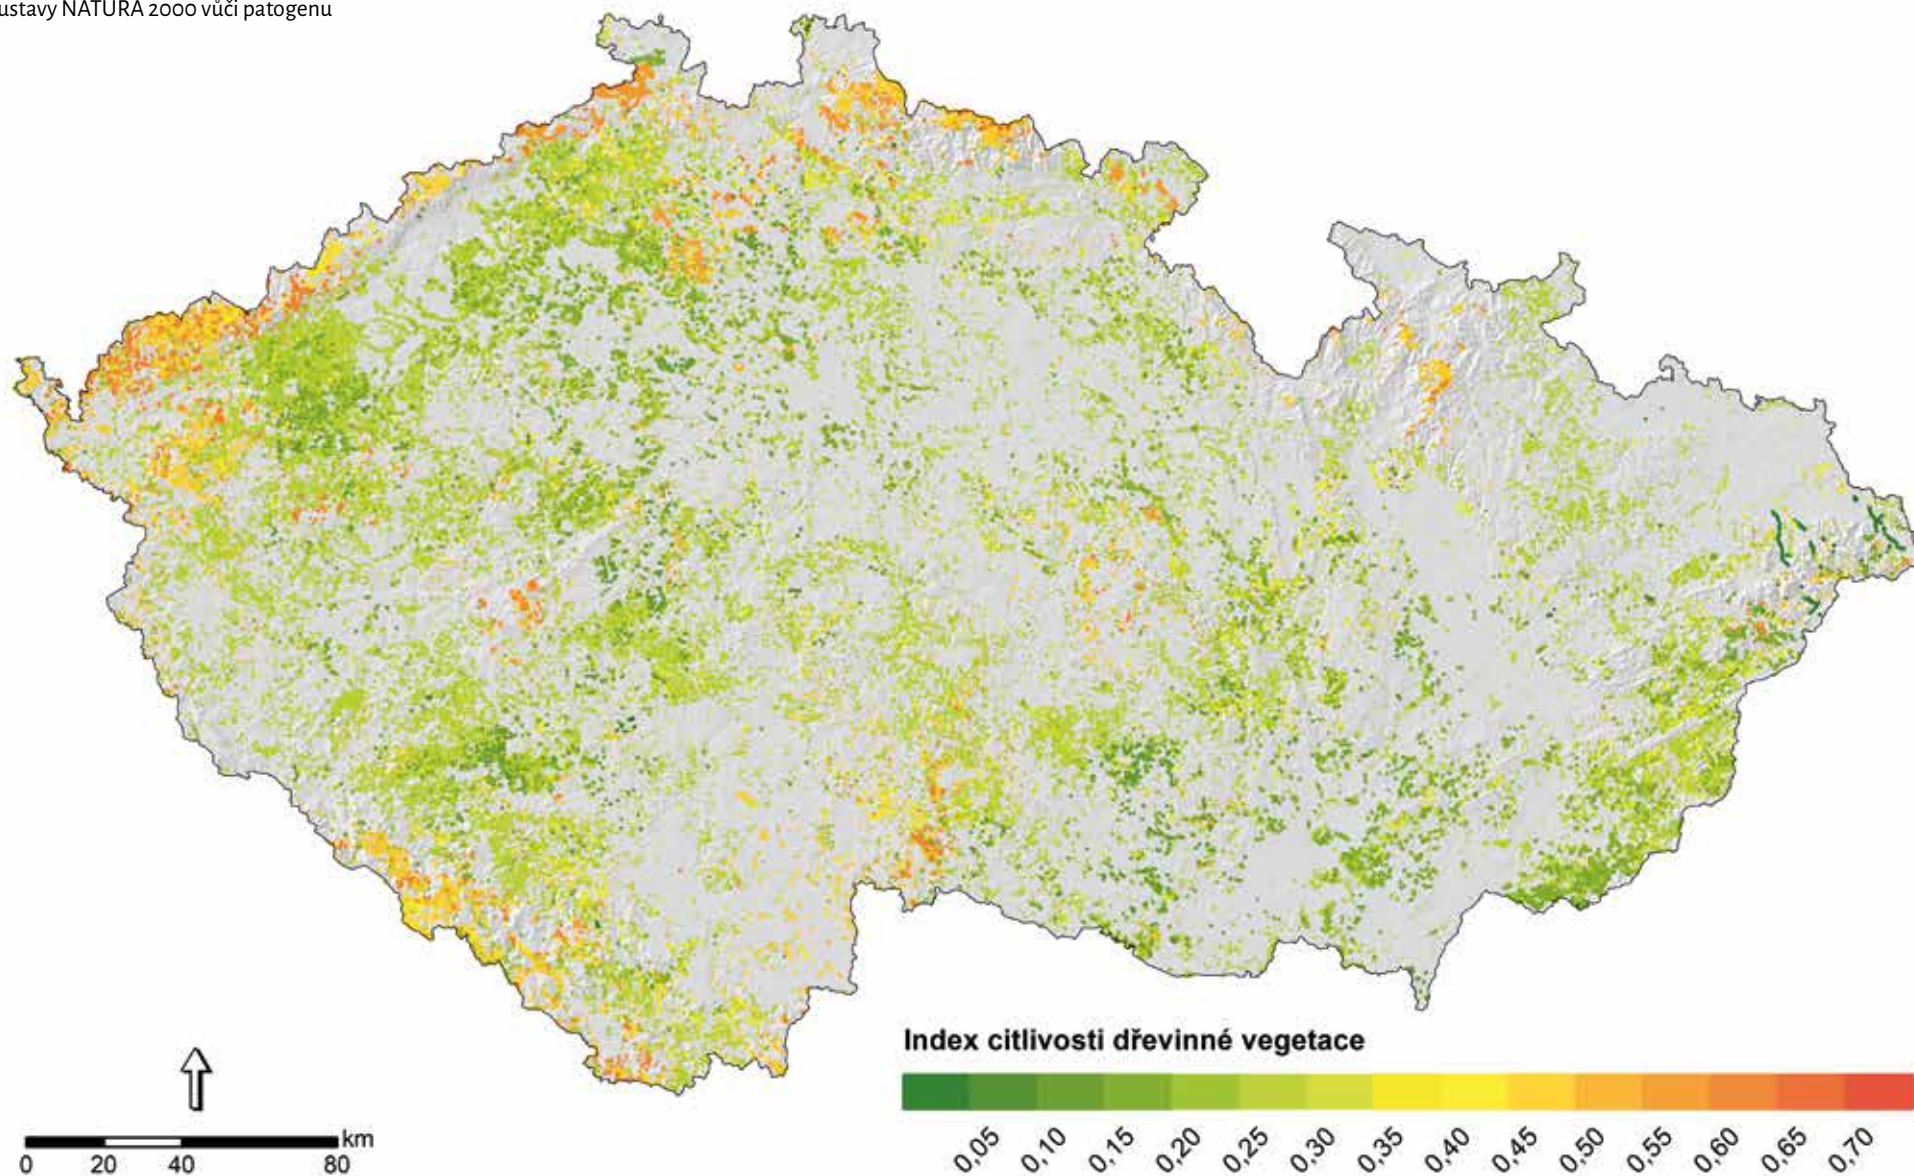 ustavy NATURA 2000 vůči patogenu
Index citlivosti dřevinné vegetace
0,05 0,10 0,15 0,20 0,25 0,30 0,35 0,40 0,45 0,50 0,55 0,60 0,65 0,70
km
0 20 40 80